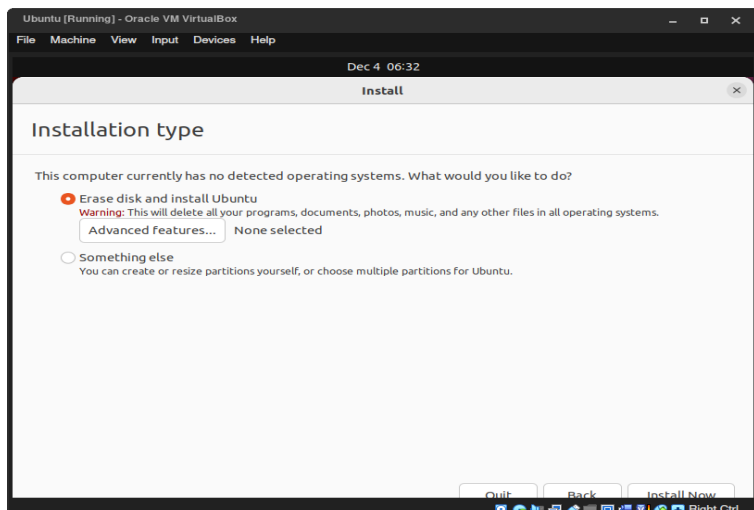 Ubuntu [Running] - Oracle VM VirtualBox
File Machine View Input Devices Help
Dec 4 06:32
Install
Installation type
This computer currently has no detected operating systems. What would you like to do?
Erase disk and install Ubuntu
Warning: This will delete all your programs, documents, photos, music, and any other files in all operating systems.
Advanced features... None selected
Something else
You can create or resize partitions yourself, or choose multiple partitions for Ubuntu.
Quit Back Install Now
Right Ctrl